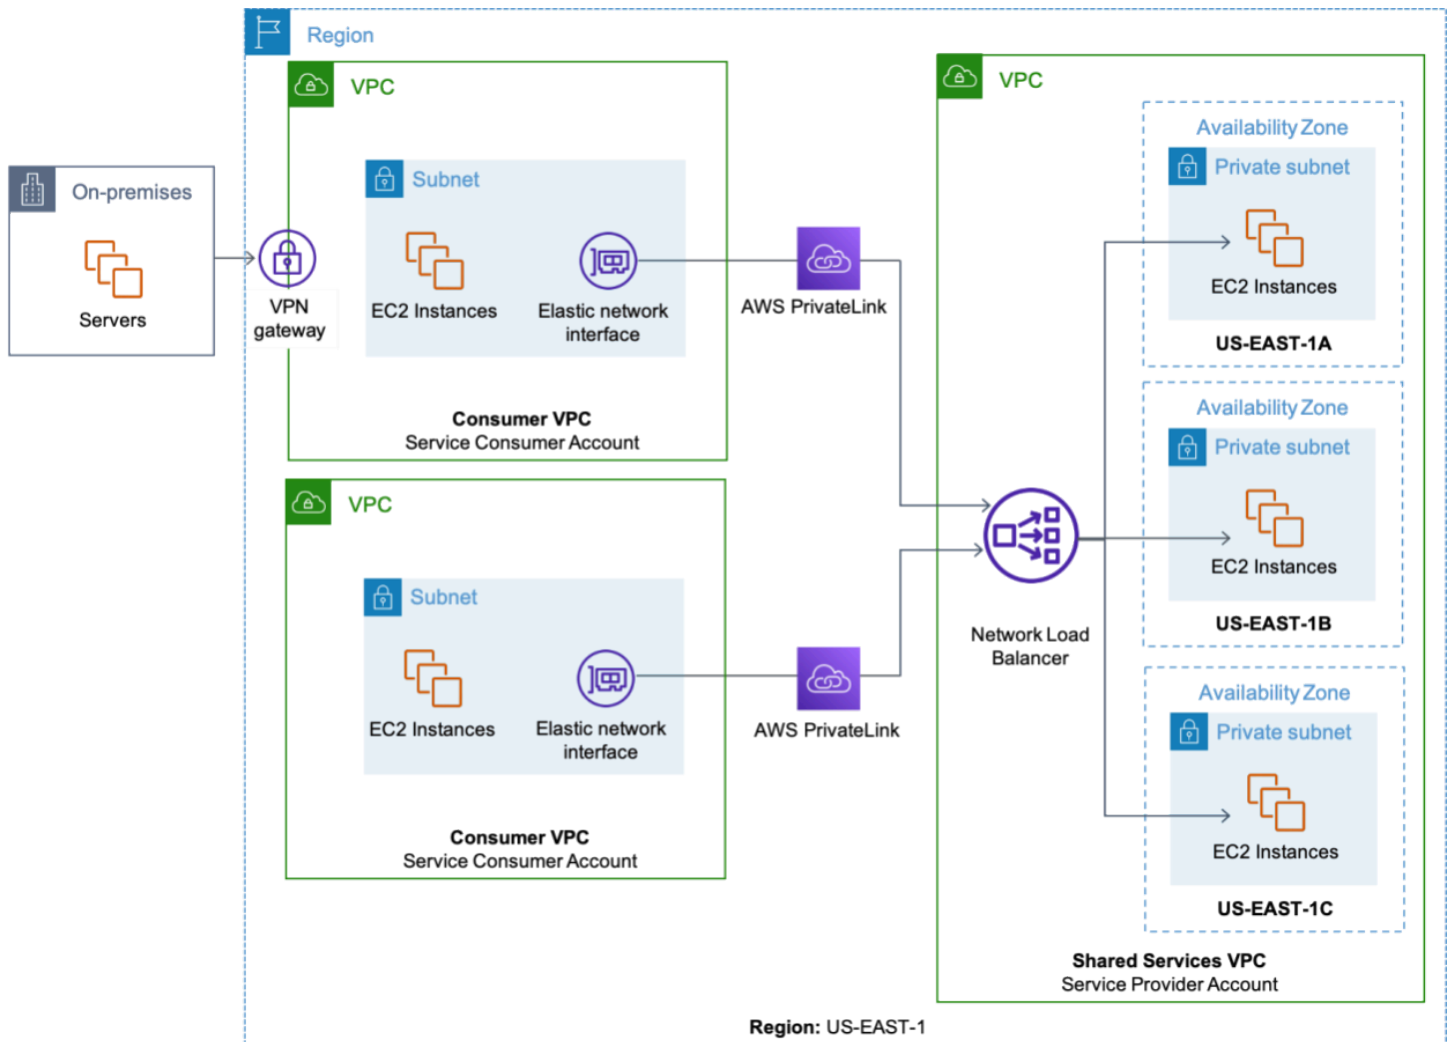 Region
VPC
Subnet
EC2 Instances
Elastic network
interface
Consumer VPC
Service Consumer Account
On-premises
Servers
VPN
gateway
AWS PrivateLink
VPC
Subnet
EC2 Instances
Elastic network
interface
Consumer VPC
Service Consumer Account
AWS PrivateLink
VPC
Network Load
Balancer
Availability Zone
Private subnet
EC2 Instances
US-EAST-1A
Availability Zone
Private subnet
EC2 Instances
US-EAST-1B
Availability Zone
Private subnet
EC2 Instances
US-EAST-1C
Shared Services VPC
Service Provider Account
Region: US-EAST-1